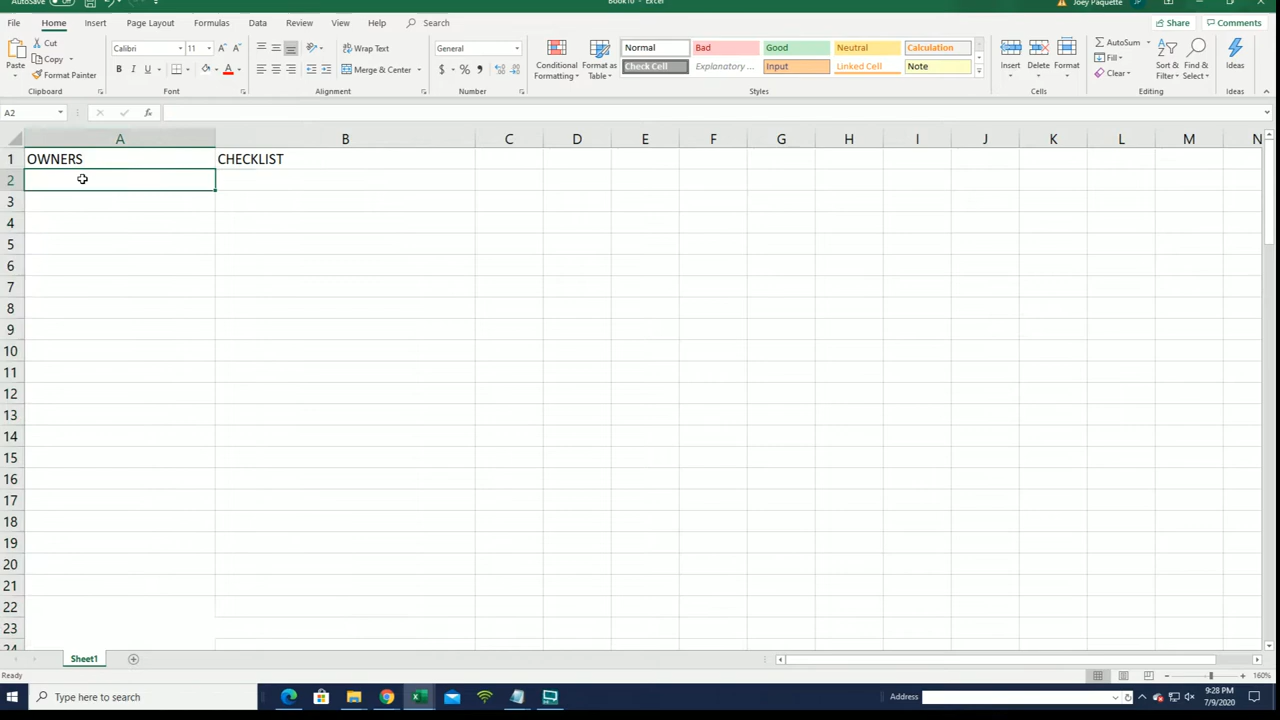 AutoSave Off Book10 - Excel Joey Paquette JP
File Home Insert Page Layout Formulas Data Review View Help Search Share Comments
Paste Cut Copy Format Painter Clipboard
Calibri 11 A A B I U A Font
Wrap Text Merge & Center Alignment
General $ % , Number
Conditional Formatting Format as Table
Normal Bad Good Neutral Calculation
Check Cell Explanatory ... Input Linked Cell Note
Styles
Insert Delete Format Cells
AutoSum Fill Clear Sort & Filter Find & Select Editing Ideas Ideas
A2 fx
A B C D E F G H I J K L M N
1 OWNERS CHECKLIST
2
3
4
5
6
7
8
9
10
11
12
13
14
15
16
17
18
19
20
21
22
23
24
Sheet1
Ready 160%
Type here to search Address 9:28 PM
7/9/2020